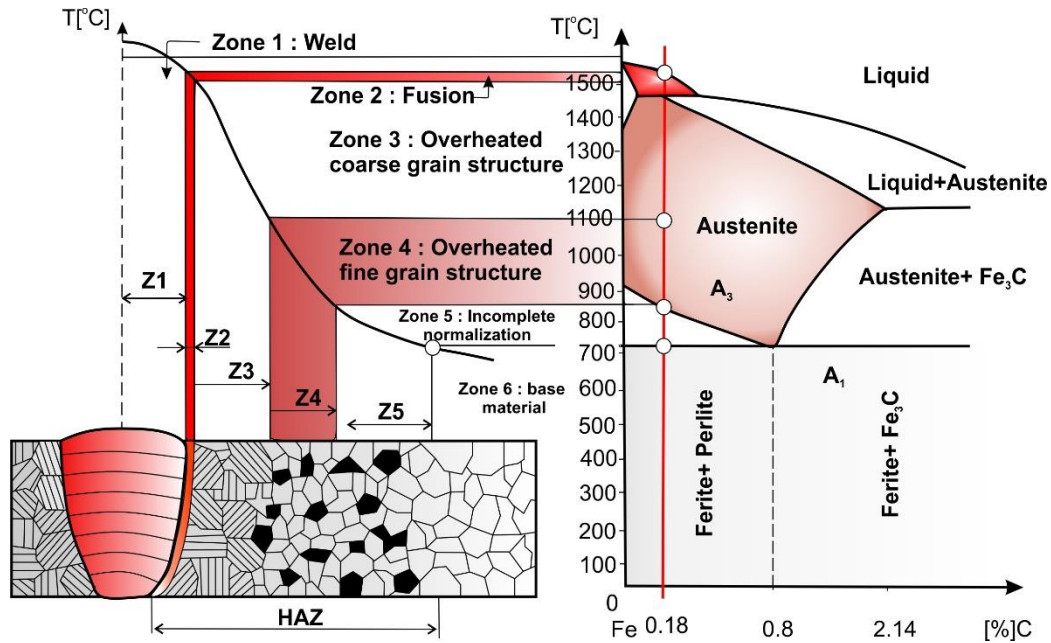 T[°C]
Zone 1 : Weld
Zone 2 : Fusion
Zone 3 : Overheated
coarse grain structure
Zone 4 : Overheated
fine grain structure
Zone 5 : Incomplete
normalization
Zone 6 : base
material
Z1
Z2
Z3
Z4
Z5
HAZ
T[°C]
1500
1400
1300
1200
1100
1000
900
800
700
600
500
400
300
200
100
0
Liquid
Liquid+Austenite
Austenite
Austenite+ Fe₃C
A₃
A₁
Ferite+ Perlite
Ferite+ Fe₃C
Fe 0.18 0.8 2.14 [%]C